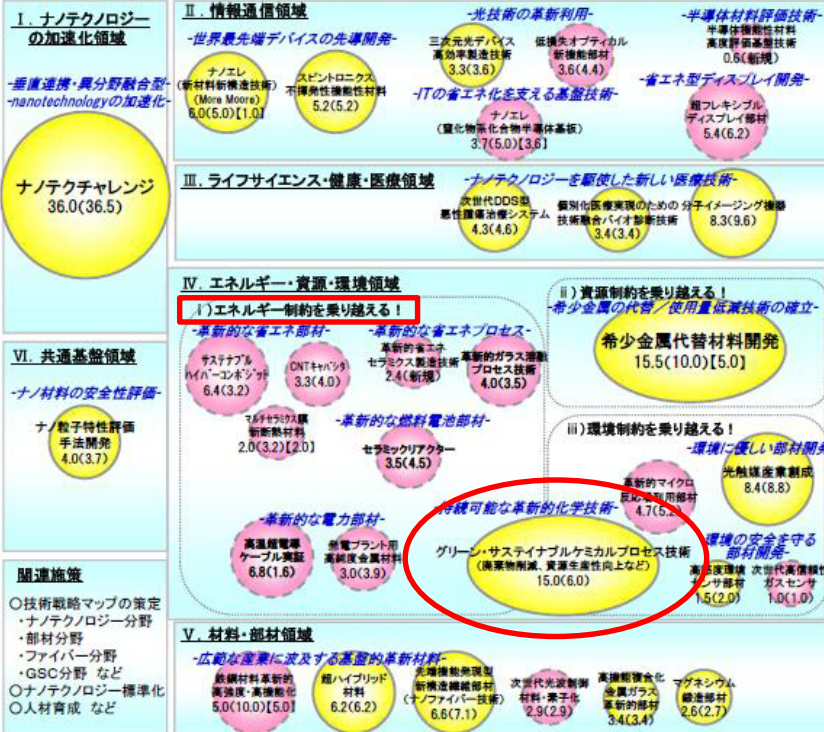 Ⅰ. ナノテクノロジー
の加速化領域
-垂直連携・異分野融合型-
-nanotechnologyの加速化-
ナノテクチャレンジ
36.0(36.5)
Ⅵ. 共通基盤領域
-ナノ材料の安全性評価-
ナノ粒子特性評価
手法開発
4.0(3.7)
関連施策
○技術戦略マップの策定
・ナノテクノロジー分野
・部材分野
・ファイバー分野
・GSC分野 など
○ナノテクノロジー標準化
○人材育成 など
Ⅱ. 情報通信領域
-世界最先端デバイスの先導開発-
ナノエレ
(新材料新構造技術)
(More Moore)
6.0(5.0)【1.0】
スピントロニクス
不揮発性機能性材料
5.2(5.2)
-光技術の革新利用-
三次元光デバイス
高効率製造技術
3.3(3.6)
低損失オプティカル
新機能部材
3.6(4.4)
-ITの省エネ化を支える基盤技術-
ナノエレ
(窒化物系化合物半導体基板)
3.7(5.0)【3.6】
-半導体材料評価技術-
半導体機能性材料
高度評価基盤技術
0.6(新規)
-省エネ型ディスプレイ開発-
超フレキシブル
ディスプレイ部材
5.4(6.2)
Ⅲ. ライフサイエンス・健康・医療領域
-ナノテクノロジーを駆使した新しい医療技術-
次世代DDS型
悪性腫瘍治療システム
4.3(4.6)
個別化医療実現のための
技術融合バイオ診断技術
3.4(3.4)
分子イメージング機器
8.3(9.6)
Ⅳ. エネルギー・資源・環境領域
ⅰ)エネルギー制約を乗り越える！
-革新的な省エネ部材-
サステナブル
ハイパーコンポジット
6.4(3.2)
CNTキャパシタ
3.3(4.0)
マルチセラミクス膜
新断熱材料
2.0(3.2)【2.0】
-革新的な省エネプロセス-
革新的省エネ
セラミクス製造技術
2.4(新規)
革新的ガラス溶融
プロセス技術
4.0(3.5)
-革新的な燃料電池部材-
セラミックリアクター
3.5(4.5)
-革新的な電力部材-
高温超電導
ケーブル実証
6.8(1.6)
発電プラント用
高純度金属材料
3.0(3.9)
ⅱ)資源制約を乗り越える！
-希少金属の代替／使用量低減技術の確立-
希少金属代替材料開発
15.5(10.0)【5.0】
ⅲ)環境制約を乗り越える！
-環境に優しい部材開発
光触媒産業創成
8.4(8.8)
革新的マイクロ
反応場利用部材
4.7(5.2)
-持続可能な革新的化学技術-
グリーン・サステイナブルケミカルプロセス技術
(廃棄物削減、資源生産性向上など)
15.0(6.0)
-環境の安全を守る
部材開発-
高感度環境
センサ部材
1.5(2.0)
次世代高信頼性
ガスセンサ
1.0(1.0)
Ⅴ. 材料・部材領域
-広範な産業に波及する基盤的革新材料-
鉄鋼材料革新的
高強度・高機能化
5.0(10.0)【5.0】
超ハイブリッド
材料
6.2(6.2)
先端機能発現型
新構造繊維部材
(ナノファイバー技術)
6.6(7.1)
次世代光波制御
材料・素子化
2.9(2.9)
高機能複合化
金属ガラス
革新的部材
3.4(3.4)
マグネシウム
鍛造部材
2.6(2.7)